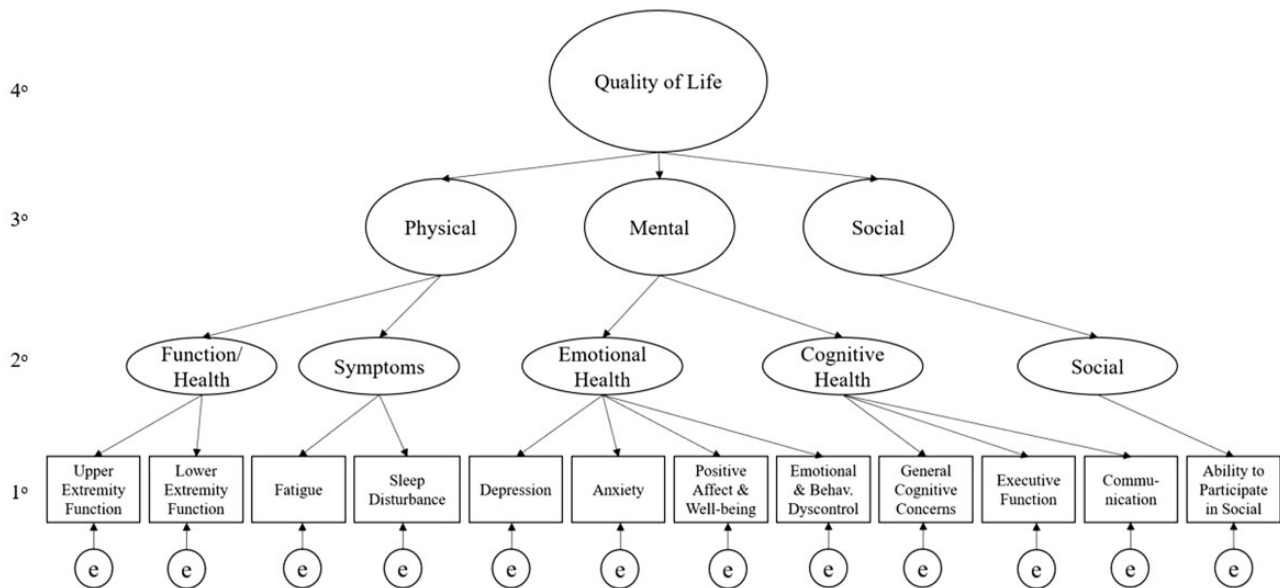 Quality of Life
4°
3°
Physical
Mental
Social
2°
Function/
Health
Symptoms
Emotional
Health
Cognitive
Health
Social
1°
Upper
Extremity
Function
Lower
Extremity
Function
Fatigue
Sleep
Disturbance
Depression
Anxiety
Positive
Affect &
Well-being
Emotional
& Behav.
Dyscontrol
General
Cognitive
Concerns
Executive
Function
Commu-
nication
Ability to
Participate
in Social
e
e
e
e
e
e
e
e
e
e
e
e